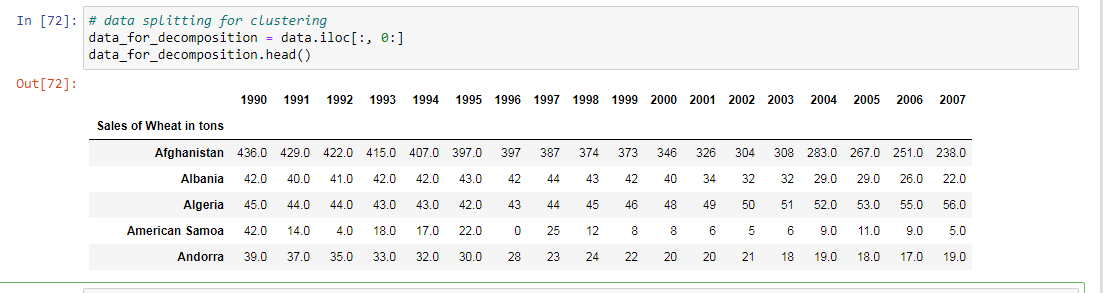 In [72]: # data splitting for clustering
data_for_decomposition = data.iloc[:, 0:]
data_for_decomposition.head()
Out[72]:
1990 1991 1992 1993 1994 1995 1996 1997 1998 1999 2000 2001 2002 2003 2004 2005 2006 2007
Sales of Wheat in tons
Afghanistan 436.0 429.0 422.0 415.0 407.0 397.0 397 387 374 373 346 326 304 308 283.0 267.0 251.0 238.0
Albania 42.0 40.0 41.0 42.0 42.0 43.0 42 44 43 42 40 34 32 32 29.0 29.0 26.0 22.0
Algeria 45.0 44.0 44.0 43.0 43.0 42.0 43 44 45 46 48 49 50 51 52.0 53.0 55.0 56.0
American Samoa 42.0 14.0 4.0 18.0 17.0 22.0 0 25 12 8 8 6 5 6 9.0 11.0 9.0 5.0
Andorra 39.0 37.0 35.0 33.0 32.0 30.0 28 23 24 22 20 20 21 18 19.0 18.0 17.0 19.0